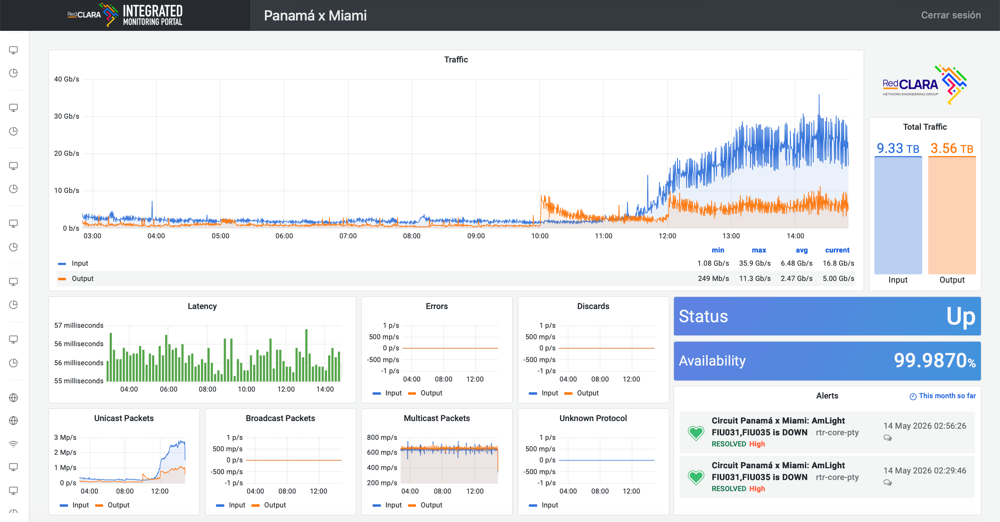 RedCLARA INTEGRATED
MONITORING PORTAL
Panamá x Miami
Cerrar sesión
Traffic
40 Gb/s
30 Gb/s
20 Gb/s
10 Gb/s
0 b/s
03:00 04:00 05:00 06:00 07:00 08:00 09:00 10:00 11:00 12:00 13:00 14:00
min max avg current
Input 1.08 Gb/s 35.9 Gb/s 6.48 Gb/s 16.8 Gb/s
Output 249 Mb/s 11.3 Gb/s 2.47 Gb/s 5.00 Gb/s
RedCLARA
NETWORK ENGINEERING GROUP
Total Traffic
9.33 TB 3.56 TB
Input Output
Latency
57 milliseconds
56 milliseconds
56 milliseconds
55 milliseconds
04:00 06:00 08:00 10:00 12:00 14:00
Errors
1 p/s
500 mp/s
0 p/s
-500 mp/s
-1 p/s
04:00 08:00 12:00
Input Output
Discards
1 p/s
500 mp/s
0 p/s
-500 mp/s
-1 p/s
04:00 08:00 12:00
Input Output
Status Up
Availability 99.9870%
Unicast Packets
3 Mp/s
2 Mp/s
1 Mp/s
0 p/s
04:00 08:00 12:00
Input Output
Broadcast Packets
1 p/s
500 mp/s
0 p/s
-500 mp/s
-1 p/s
04:00 08:00 12:00
Input Output
Multicast Packets
800 mp/s
600 mp/s
400 mp/s
200 mp/s
04:00 08:00 12:00
Input Output
Unknown Protocol
1 p/s
500 mp/s
0 p/s
-500 mp/s
-1 p/s
04:00 08:00 12:00
Input
Alerts This month so far
Circuit Panamá x Miami: AmLight
FIU031,FIU035 is DOWN rtr-core-pty
RESOLVED High
14 May 2026 02:56:26
Circuit Panamá x Miami: AmLight
FIU031,FIU035 is DOWN rtr-core-pty
RESOLVED High
14 May 2026 02:29:46